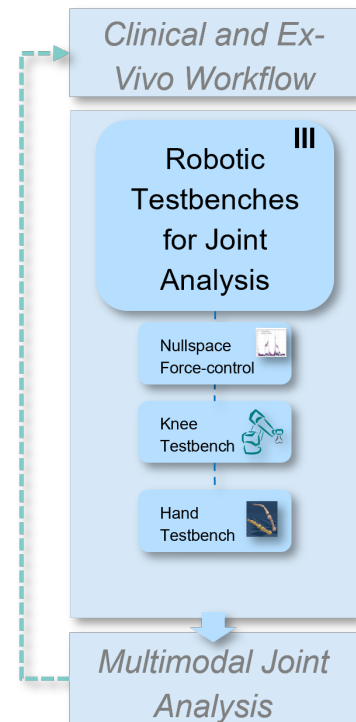 Clinical and Ex-
Vivo Workflow
III
Robotic
Testbenches
for Joint
Analysis
Nullspace
Force-control
Knee
Testbench
Hand
Testbench
Multimodal Joint
Analysis